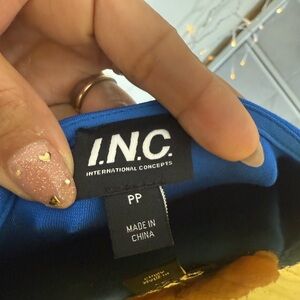 I.N.C.
INTERNATIONAL CONCEPTS
PP
MADE IN
CHINA